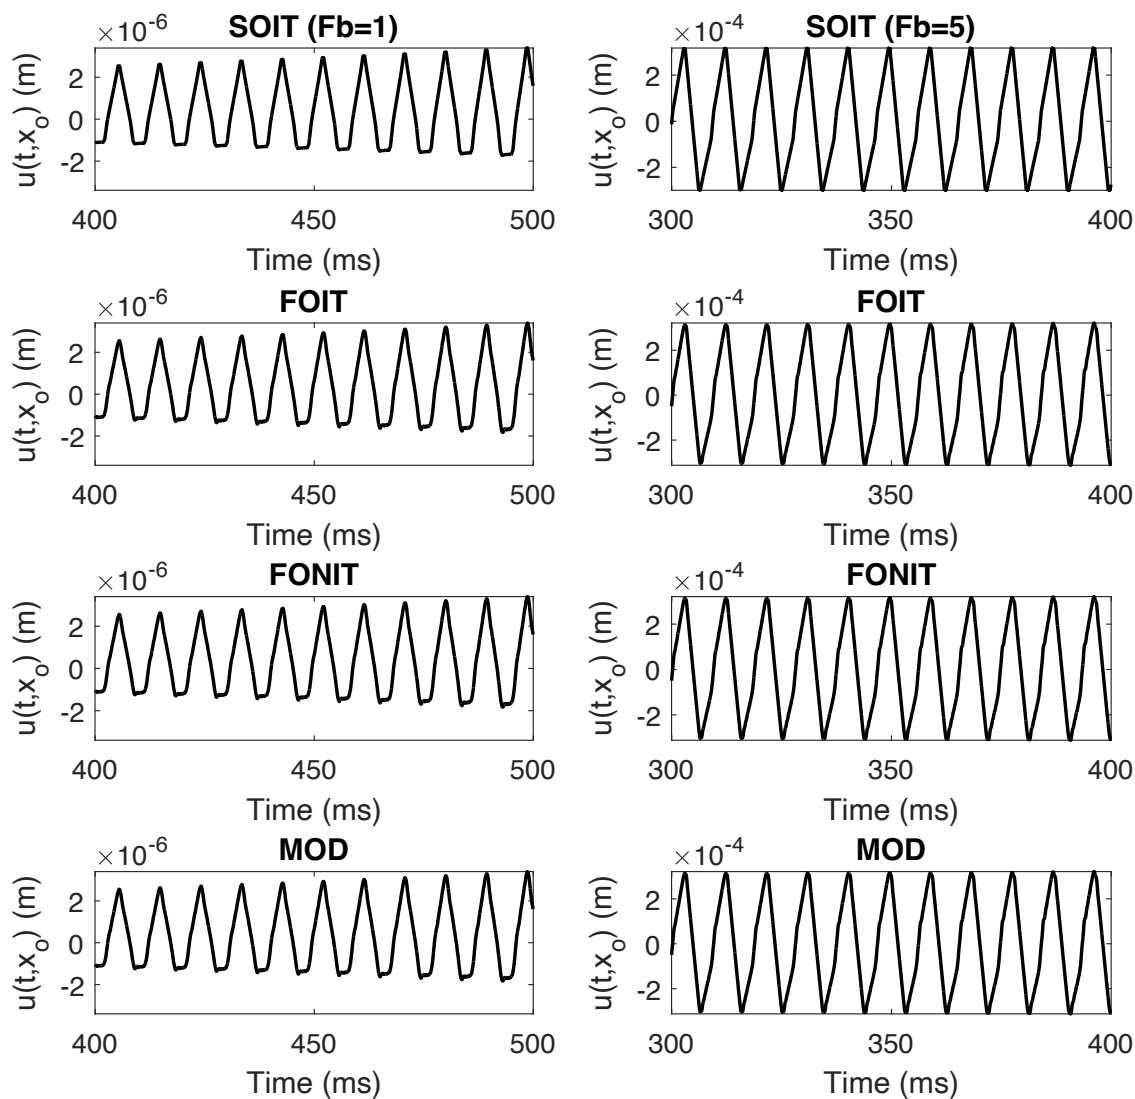 SOIT (Fb=1)
×10⁻⁶
2
0
-2
u(t,xₒ) (m)
400 450 500
Time (ms)
SOIT (Fb=5)
×10⁻⁴
2
0
-2
u(t,xₒ) (m)
300 350 400
Time (ms)
FOIT
×10⁻⁶
2
0
-2
u(t,xₒ) (m)
400 450 500
Time (ms)
FOIT
×10⁻⁴
2
0
-2
u(t,xₒ) (m)
300 350 400
Time (ms)
FONIT
×10⁻⁶
2
0
-2
u(t,xₒ) (m)
400 450 500
Time (ms)
FONIT
×10⁻⁴
2
0
-2
u(t,xₒ) (m)
300 350 400
Time (ms)
MOD
×10⁻⁶
2
0
-2
u(t,xₒ) (m)
400 450 500
Time (ms)
MOD
×10⁻⁴
2
0
-2
u(t,xₒ) (m)
300 350 400
Time (ms)